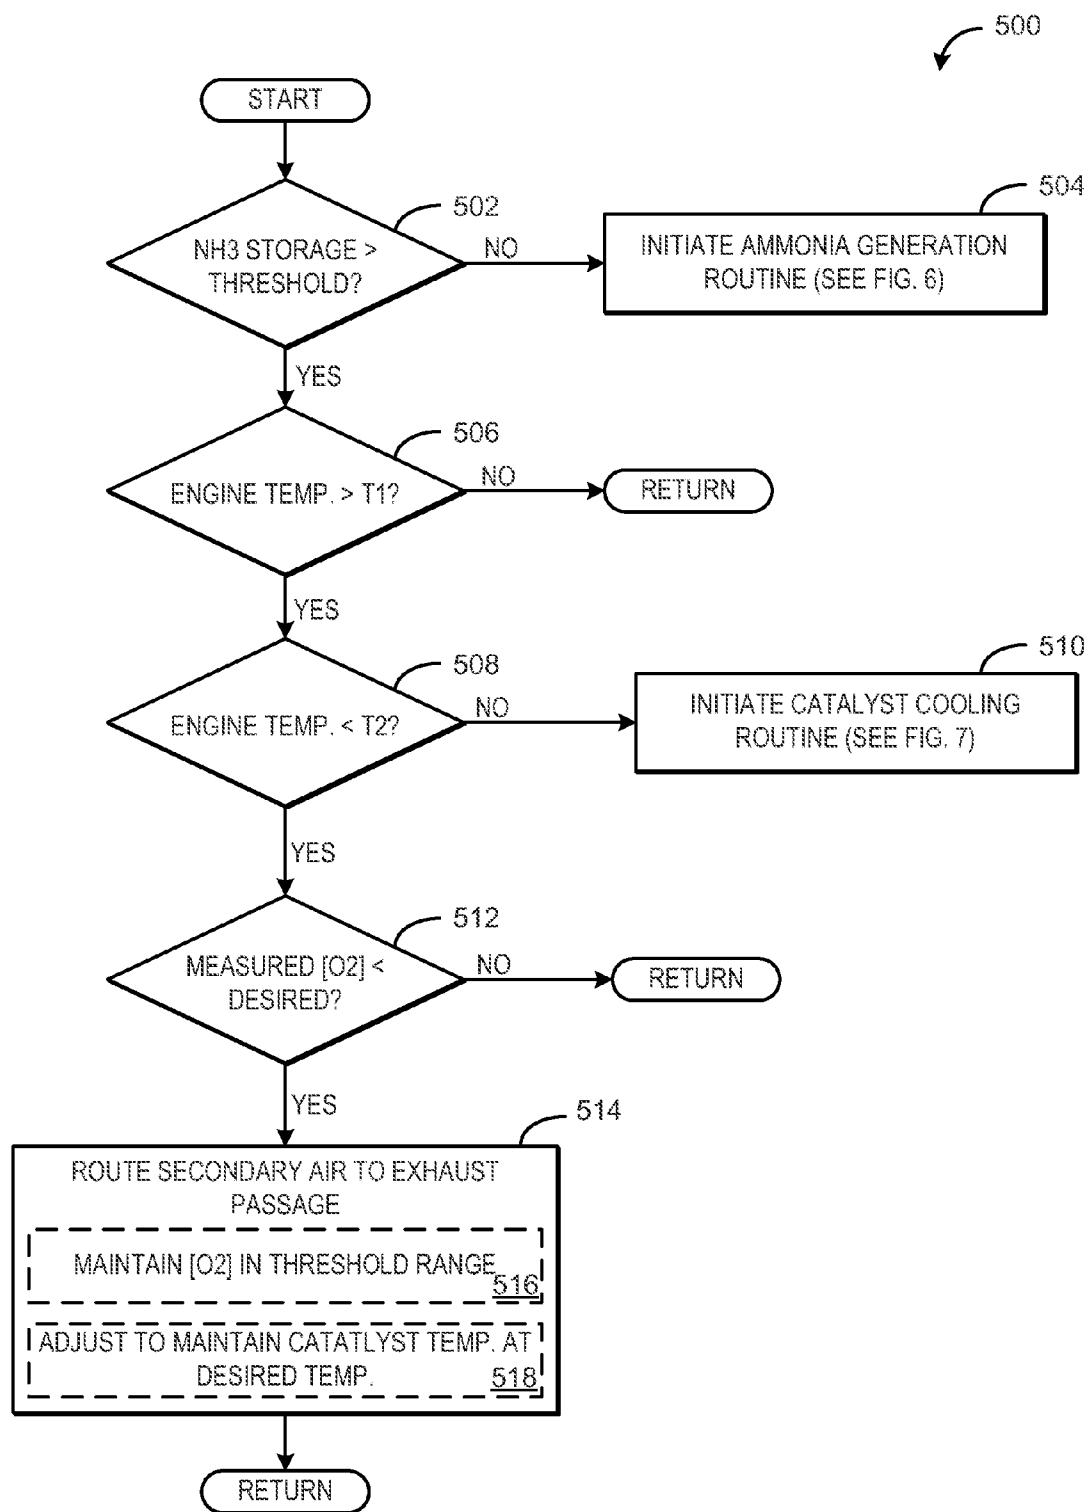 500
START
502
NH3 STORAGE >
THRESHOLD?
NO
504
INITIATE AMMONIA GENERATION
ROUTINE (SEE FIG. 6)
YES
506
ENGINE TEMP. > T1?
NO
RETURN
YES
508
ENGINE TEMP. < T2?
NO
510
INITIATE CATALYST COOLING
ROUTINE (SEE FIG. 7)
YES
512
MEASURED [O2] <
DESIRED?
NO
RETURN
YES
514
ROUTE SECONDARY AIR TO EXHAUST
PASSAGE
MAINTAIN [O2] IN THRESHOLD RANGE
516
ADJUST TO MAINTAIN CATATLYST TEMP. AT
DESIRED TEMP.
518
RETURN